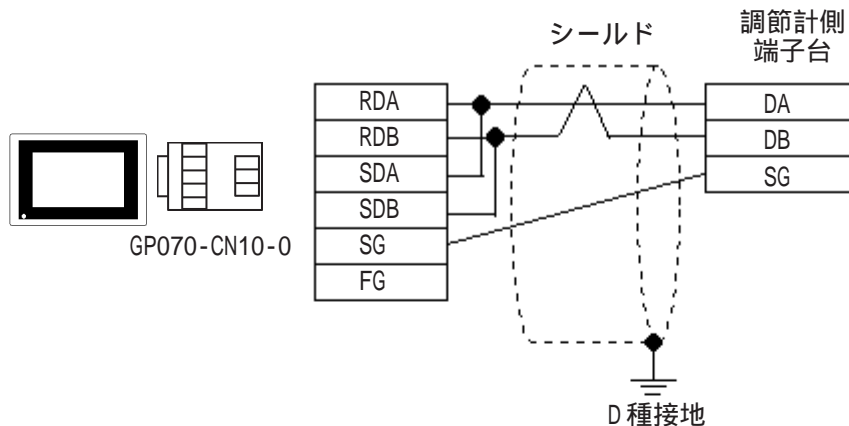 シールド
調節計側
端子台
RDA
RDB
SDA
SDB
SG
FG
DA
DB
SG
GP070-CN10-0
D種接地